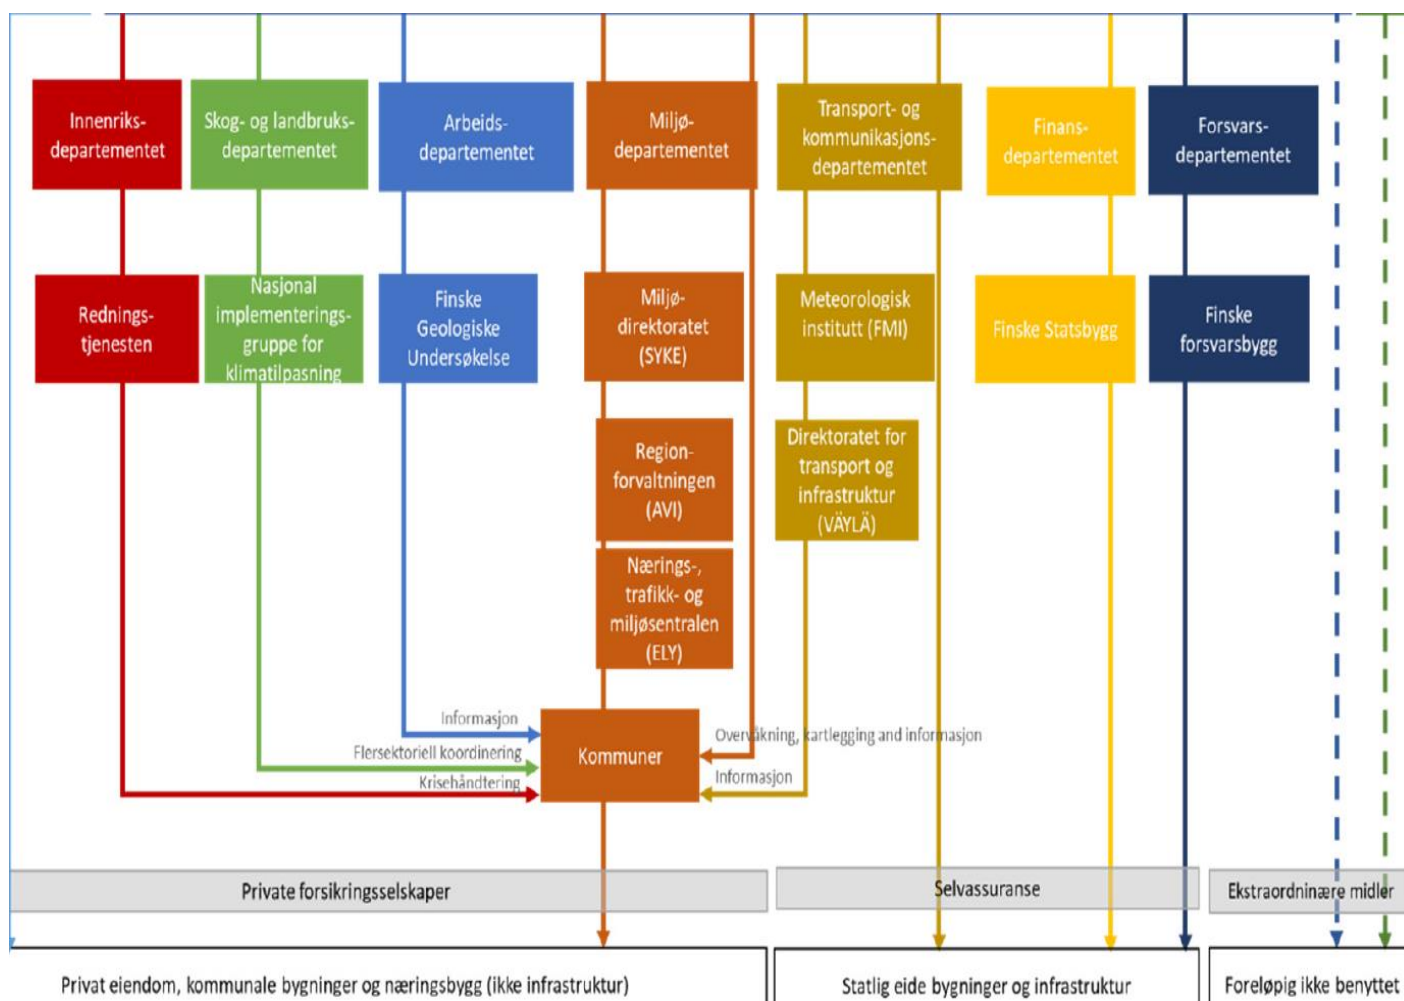 Innenriks-
departementet
Skog- og landbruks-
departementet
Arbeids-
departementet
Miljø-
departementet
Transport- og
kommunikasjons-
departementet
Finans-
departementet
Forsvars-
departementet
Rednings-
tjenesten
Nasjonal
implementerings-
gruppe for
klimatilpasning
Finske
Geologiske
Undersøkelse
Miljø-
direktoratet
(SYKE)
Meteorologisk
institutt (FMI)
Finske Statsbygg
Finske
forsvarsbygg
Region-
forvaltningen
(AVI)
Direktoratet for
transport og
infrastruktur
(VÄYLÄ)
Nærings-,
trafikk- og
miljøsentralen
(ELY)
Informasjon
Flersektoriell koordinering
Krisehåndtering
Kommuner
Overvåkning, kartlegging and informasjon
Informasjon
Private forsikringsselskaper
Selvassuranse
Ekstraordninære midler
Privat eiendom, kommunale bygninger og næringsbygg (ikke infrastruktur)
Statlig eide bygninger og infrastruktur
Foreløpig ikke benyttet